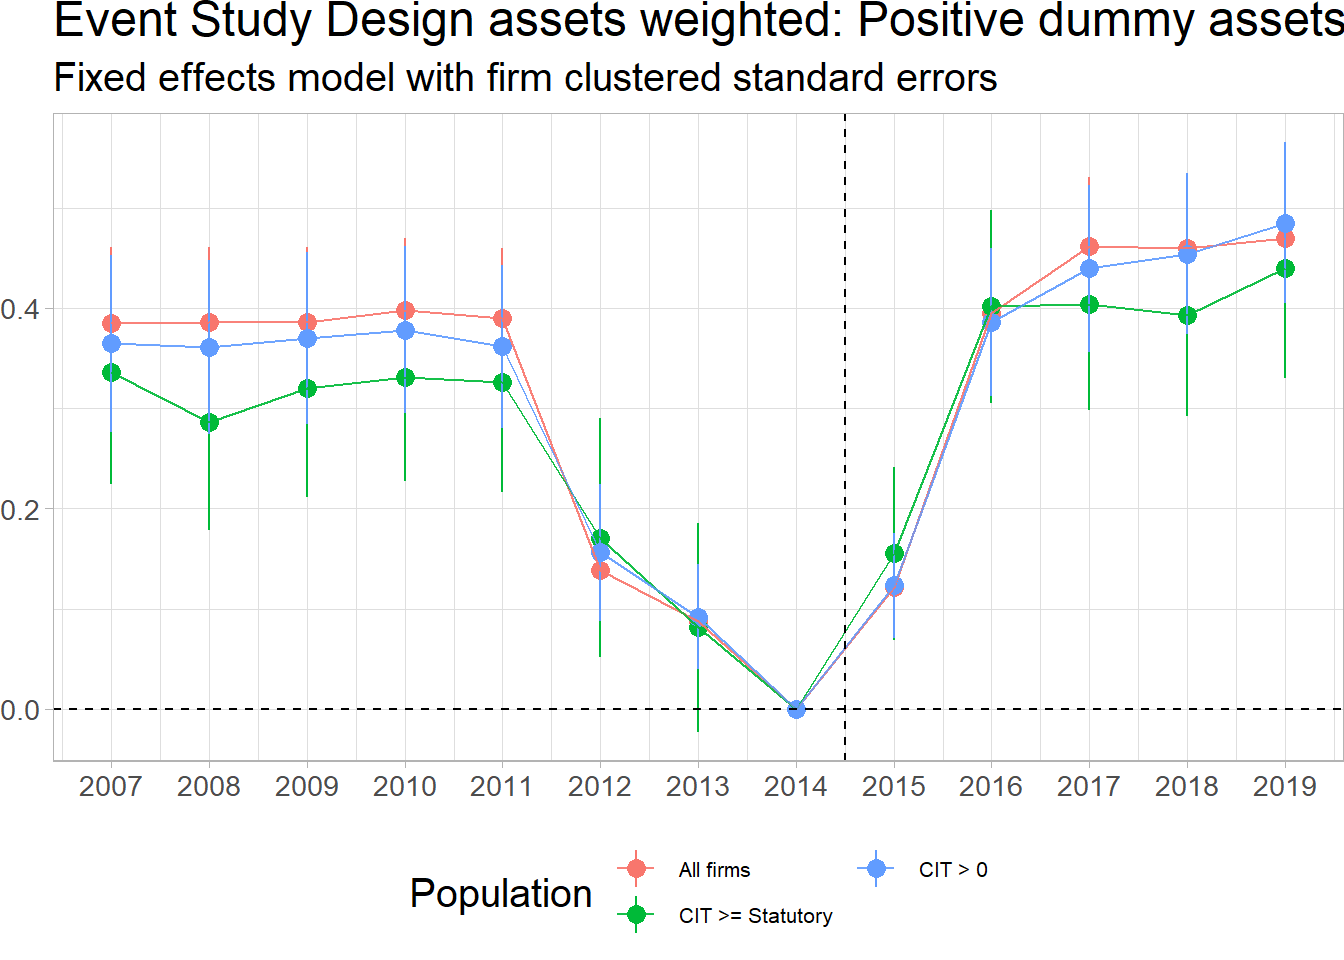 Event Study Design assets weighted: Positive dummy assets
Fixed effects model with firm clustered standard errors
0.4
0.2
0.0
2007 2008 2009 2010 2011 2012 2013 2014 2015 2016 2017 2018 2019
Population
All firms
CIT > 0
CIT >= Statutory